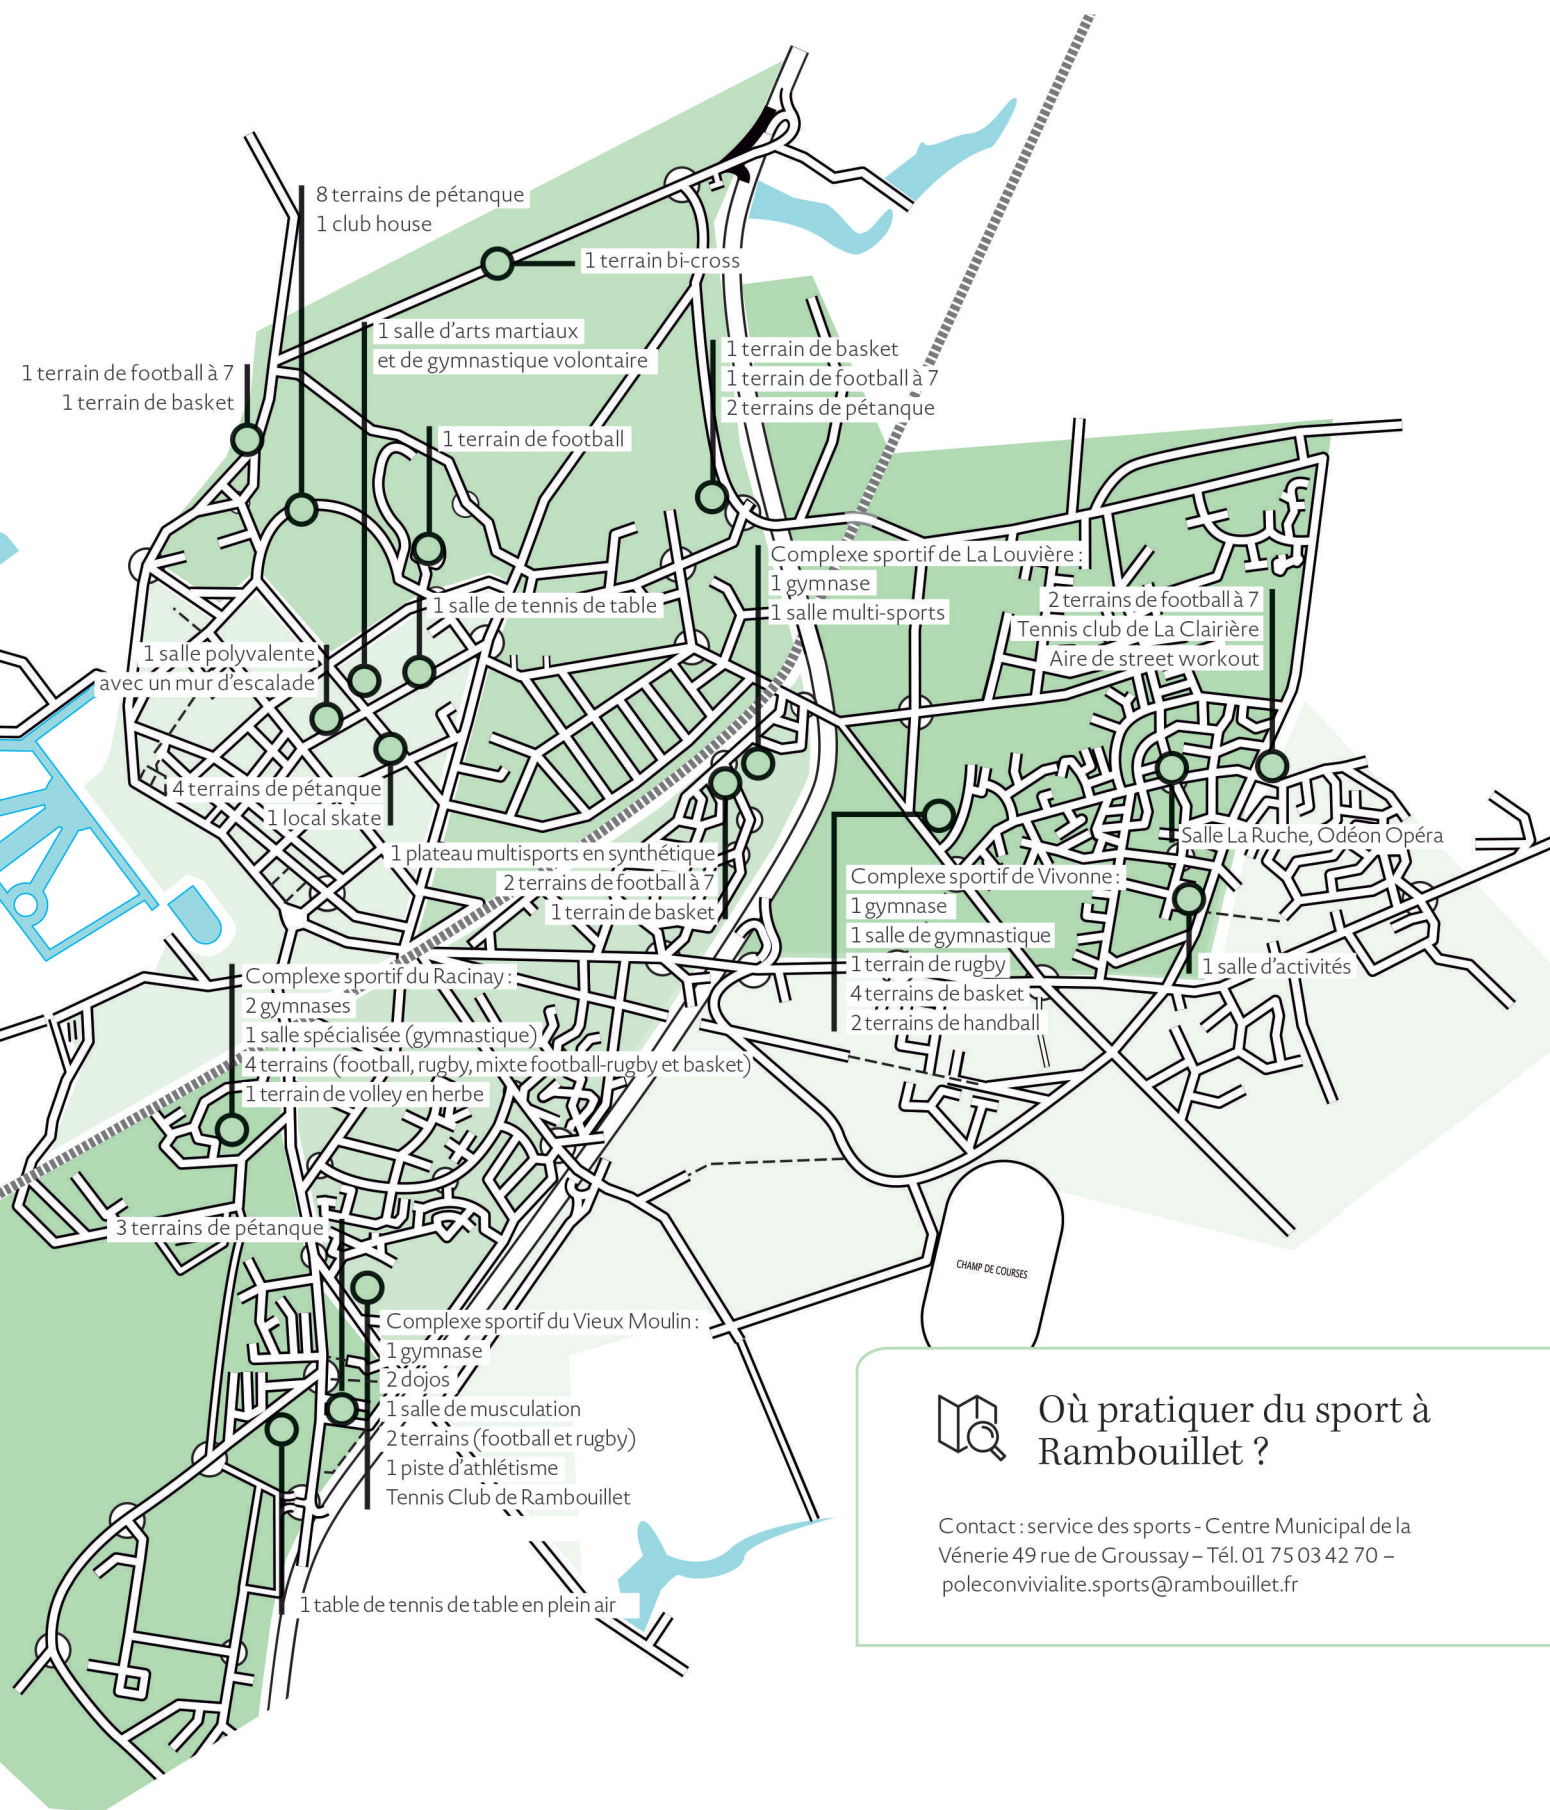 8 terrains de pétanque
1 club house
1 terrain bi-cross
1 salle d'arts martiaux
et de gymnastique volontaire
1 terrain de football à 7
1 terrain de basket
1 terrain de basket
1 terrain de football à 7
2 terrains de pétanque
1 terrain de football
Complexe sportif de La Louvière :
1 gymnase
1 salle multi-sports
2 terrains de football à 7
Tennis club de La Clairière
Aire de street workout
1 salle de tennis de table
1 salle polyvalente
avec un mur d'escalade
4 terrains de pétanque
1 local skate
1 plateau multisports en synthétique
2 terrains de football à 7
1 terrain de basket
Salle La Ruche, Odéon Opéra
Complexe sportif de Vivonne :
1 gymnase
1 salle de gymnastique
1 terrain de rugby
4 terrains de basket
2 terrains de handball
1 salle d'activités
Complexe sportif du Racinay :
2 gymnases
1 salle spécialisée (gymnastique)
4 terrains (football, rugby, mixte football-rugby et basket)
1 terrain de volley en herbe
3 terrains de pétanque
CHAMP DE COURSES
Complexe sportif du Vieux Moulin :
1 gymnase
2 dojos
1 salle de musculation
2 terrains (football et rugby)
1 piste d'athlétisme
Tennis Club de Rambouillet
1 table de tennis de table en plein air
Où pratiquer du sport à
Rambouillet ?
Contact : service des sports - Centre Municipal de la
Vénerie 49 rue de Groussay – Tél. 01 75 03 42 70 –
poleconvivialite.sports@rambouillet.fr